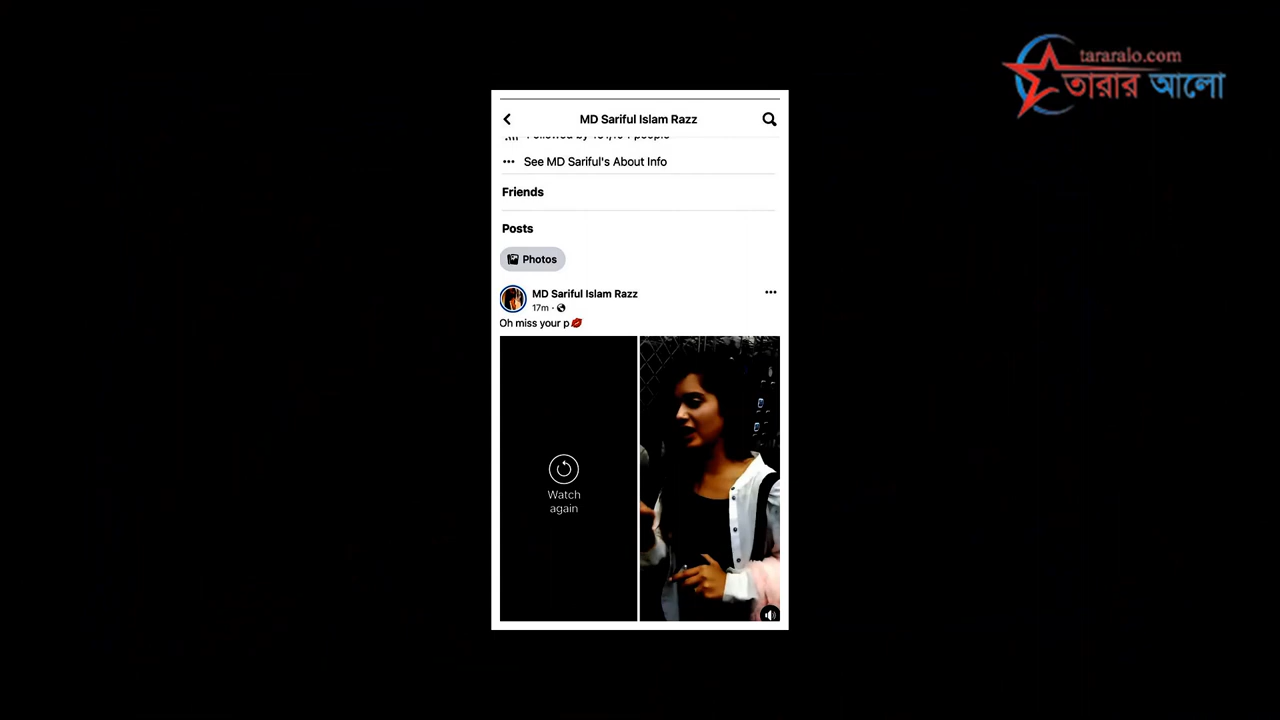 tararalo.com
তারার আলো
MD Sariful Islam Razz
See MD Sariful's About Info
Friends
Posts
Photos
MD Sariful Islam Razz
17m
Oh miss your p
Watch
again